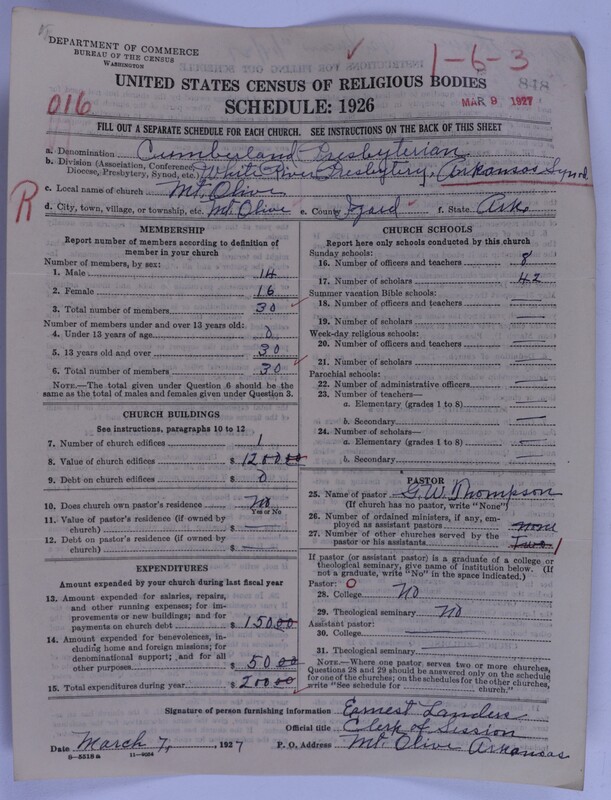 DEPARTMENT OF COMMERCE
BUREAU OF THE CENSUS
WASHINGTON
1-6-3
818
UNITED STATES CENSUS OF RELIGIOUS BODIES
016
SCHEDULE: 1926
MAR 9 1927
FILL OUT A SEPARATE SCHEDULE FOR EACH CHURCH. SEE INSTRUCTIONS ON THE BACK OF THIS SHEET
a. Denomination Cumberland Presbyterian
b. Division (Association, Conference, Diocese, Presbytery, Synod, etc.) White River Presbytery, Arkansas Synod
R
c. Local name of church Mt. Olive
d. City, town, village, or township, etc. Mt. Olive e. County Izard f. State Ark.
MEMBERSHIP
Report number of members according to definition of
member in your church
Number of members, by sex:
1. Male 14
2. Female 16
3. Total number of members 30
Number of members under and over 13 years old:
4. Under 13 years of age 0
5. 13 years old and over 30
6. Total number of members 30
NOTE.—The total given under Question 6 should be the
same as the total of males and females given under Question 3.
CHURCH BUILDINGS
See instructions, paragraphs 10 to 12
7. Number of church edifices 1
8. Value of church edifices $ 1200.00
9. Debt on church edifices $ 0
10. Does church own pastor's residence No
Yes or No
11. Value of pastor's residence (if owned by
church) $ —
12. Debt on pastor's residence (if owned by
church) $ —
EXPENDITURES
Amount expended by your church during last fiscal year
13. Amount expended for salaries, repairs,
and other running expenses; for im-
provements or new buildings; and for
payments on church debt $ 150.00
14. Amount expended for benevolences, in-
cluding home and foreign missions; for
denominational support; and for all
other purposes $ 50.00
15. Total expenditures during year $ 200.00
CHURCH SCHOOLS
Report here only schools conducted by this church
Sunday schools:
16. Number of officers and teachers 8
17. Number of scholars 42
Summer vacation Bible schools:
18. Number of officers and teachers —
19. Number of scholars —
Week-day religious schools:
20. Number of officers and teachers —
21. Number of scholars —
Parochial schools:
22. Number of administrative officers —
23. Number of teachers—
a. Elementary (grades 1 to 8) —
b. Secondary —
24. Number of scholars—
a. Elementary (grades 1 to 8) —
b. Secondary —
PASTOR
25. Name of pastor G. W. Thompson
(If church has no pastor, write "None")
26. Number of ordained ministers, if any, em-
ployed as assistant pastors none
27. Number of other churches served by the
pastor or his assistants Two 1
If pastor (or assistant pastor) is a graduate of a college or
theological seminary, give name of institution below. (If
not a graduate, write "No" in the space indicated.)
Pastor: 0
28. College No
29. Theological seminary No
Assistant pastor:
30. College
31. Theological seminary
NOTE.—Where one pastor serves two or more churches,
Questions 28 and 29 should be answered only on the schedule
for one of the churches; on the schedules for the other churches,
write "See schedule for church."
Signature of person furnishing information Earnest Landers
Official title Clerk of Session
Date March 7, 1927 P. O. Address Mt. Olive Arkansas
6—5518a 11—9684